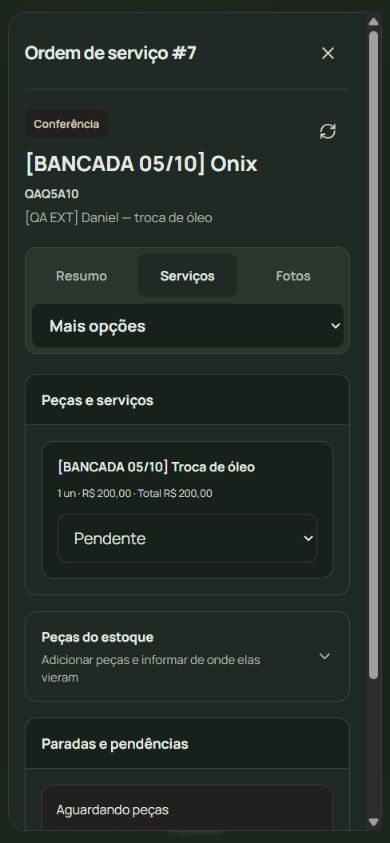 Ordem de serviço #7
Conferência
[BANCADA 05/10] Onix
QAQ5A10
[QA EXT] Daniel — troca de óleo
Resumo
Serviços
Fotos
Mais opções
Peças e serviços
[BANCADA 05/10] Troca de óleo
1 un · R$ 200,00 · Total R$ 200,00
Pendente
Peças do estoque
Adicionar peças e informar de onde elas
vieram
Paradas e pendências
Aguardando peças